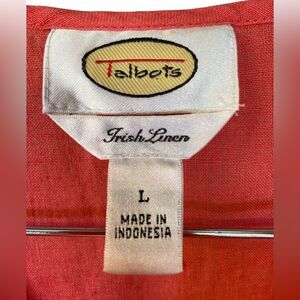 Talbots
Irish Linen
L
MADE IN
INDONESIA